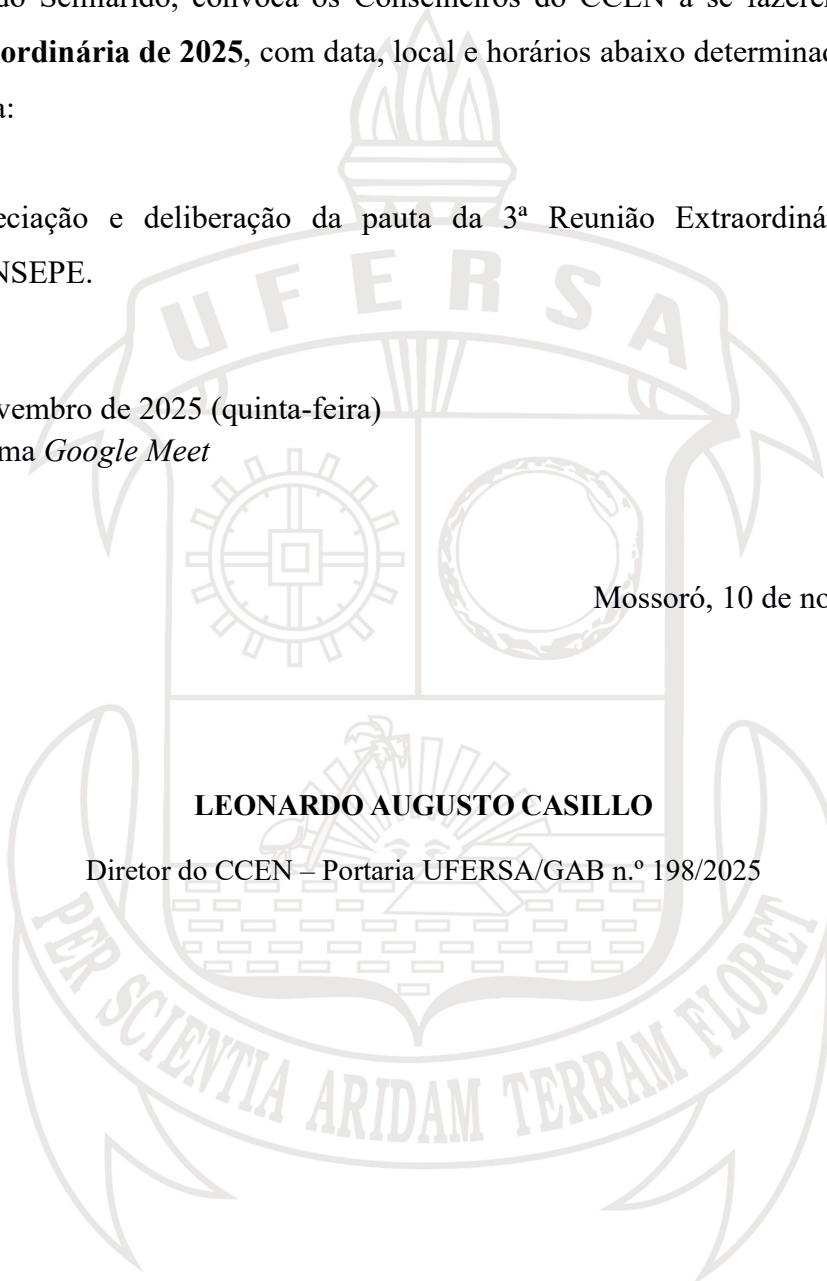 do Semiárido, convoca os Conselheiros do CCEN a se fazerem
ordinária de 2025, com data, local e horários abaixo determinad
a:
eciação e deliberação da pauta da 3ª Reunião Extraordiná
NSEPE.
UFERSA
vembro de 2025 (quinta-feira)
ma Google Meet
Mossoró, 10 de no
LEONARDO AUGUSTO CASILLO
Diretor do CCEN – Portaria UFERSA/GAB n.º 198/2025
PER SCIENTIA ARIDAM TERRAM FLORET